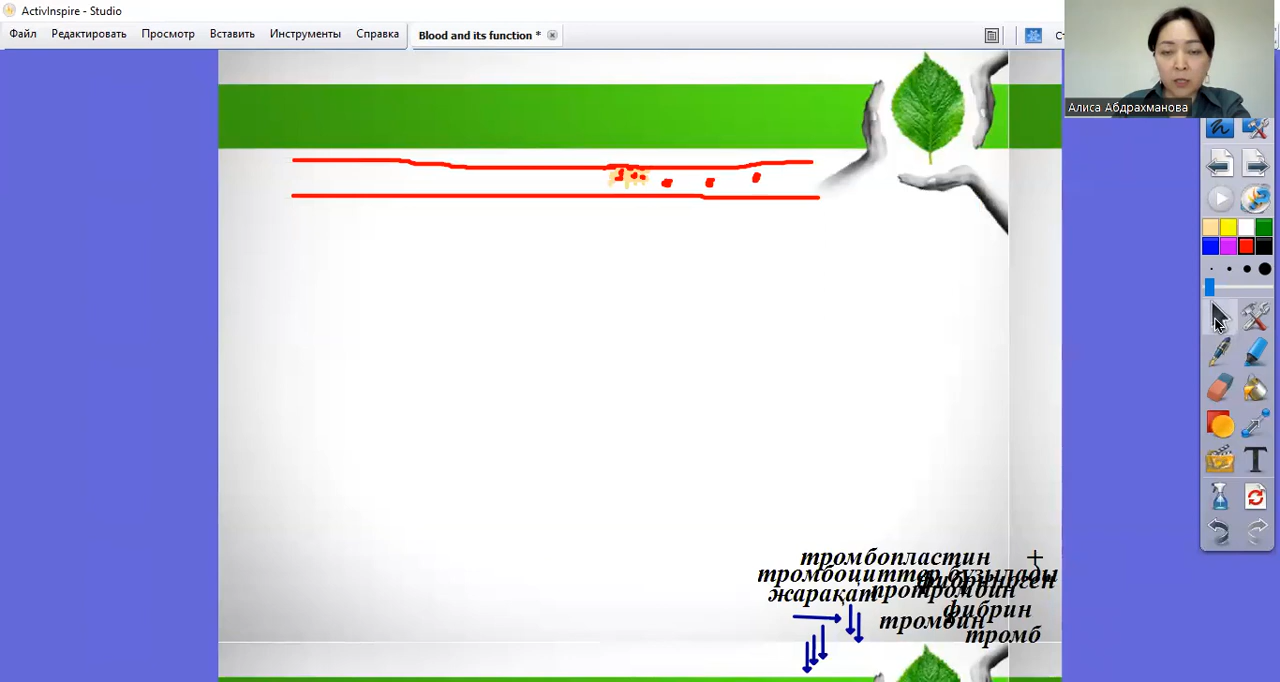 ActivInspire - Studio
Файл Редактировать Просмотр Вставить Инструменты Справка
Blood and its function *
С
Алиса Абдрахманова
T
тромбопластин +
тромбоциттер бузылады
фибриноген
жарақат
протромбин
фибрин
тромбин
тромб